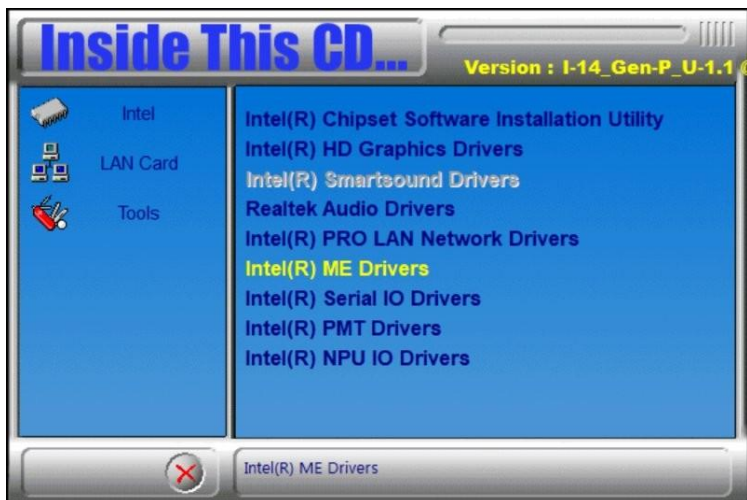 Inside This CD...
Version : I-14_Gen-P_U-1.1
Intel
LAN Card
Tools
Intel(R) Chipset Software Installation Utility
Intel(R) HD Graphics Drivers
Intel(R) Smartsound Drivers
Realtek Audio Drivers
Intel(R) PRO LAN Network Drivers
Intel(R) ME Drivers
Intel(R) Serial IO Drivers
Intel(R) PMT Drivers
Intel(R) NPU IO Drivers
Intel(R) ME Drivers